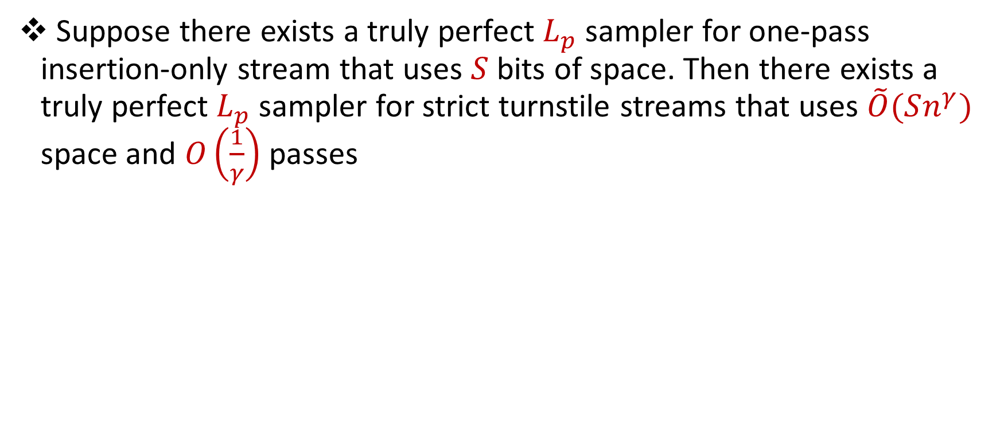 ❖ Suppose there exists a truly perfect $L_p$ sampler for one-pass
insertion-only stream that uses $S$ bits of space. Then there exists a
truly perfect $L_p$ sampler for strict turnstile streams that uses $\tilde{O}(Sn^\gamma)$
space and $O\left(\frac{1}{\gamma}\right)$ passes